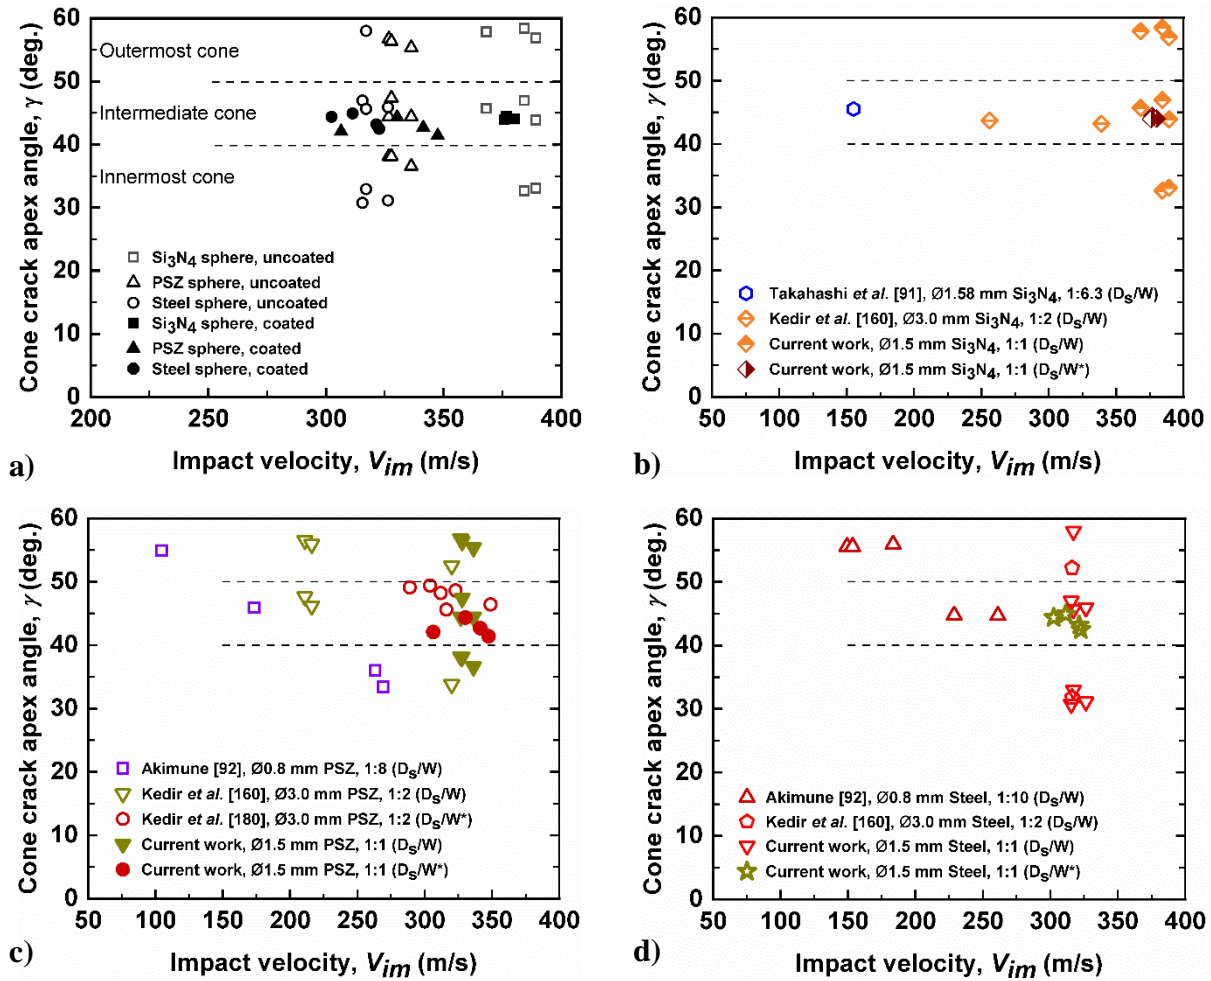 Cone crack apex angle, γ (deg.)
60
50
40
30
20
10
0
Outermost cone
Intermediate cone
Innermost cone
Si3N4 sphere, uncoated
PSZ sphere, uncoated
Steel sphere, uncoated
Si3N4 sphere, coated
PSZ sphere, coated
Steel sphere, coated
200 250 300 350 400
Impact velocity, Vim (m/s)
a)
Cone crack apex angle, γ (deg.)
60
50
40
30
20
10
0
Takahashi et al. [91], Ø1.58 mm Si3N4, 1:6.3 (Ds/W)
Kedir et al. [160], Ø3.0 mm Si3N4, 1:2 (Ds/W)
Current work, Ø1.5 mm Si3N4, 1:1 (Ds/W)
Current work, Ø1.5 mm Si3N4, 1:1 (Ds/W*)
50 100 150 200 250 300 350 400
Impact velocity, Vim (m/s)
b)
Cone crack apex angle, γ (deg.)
60
50
40
30
20
10
0
Akimune [92], Ø0.8 mm PSZ, 1:8 (Ds/W)
Kedir et al. [160], Ø3.0 mm PSZ, 1:2 (Ds/W)
Kedir et al. [180], Ø3.0 mm PSZ, 1:2 (Ds/W*)
Current work, Ø1.5 mm PSZ, 1:1 (Ds/W)
Current work, Ø1.5 mm PSZ, 1:1 (Ds/W*)
50 100 150 200 250 300 350 400
Impact velocity, Vim (m/s)
c)
Cone crack apex angle, γ (deg.)
60
50
40
30
20
10
0
Akimune [92], Ø0.8 mm Steel, 1:10 (Ds/W)
Kedir et al. [160], Ø3.0 mm Steel, 1:2 (Ds/W)
Current work, Ø1.5 mm Steel, 1:1 (Ds/W)
Current work, Ø1.5 mm Steel, 1:1 (Ds/W*)
50 100 150 200 250 300 350 400
Impact velocity, Vim (m/s)
d)